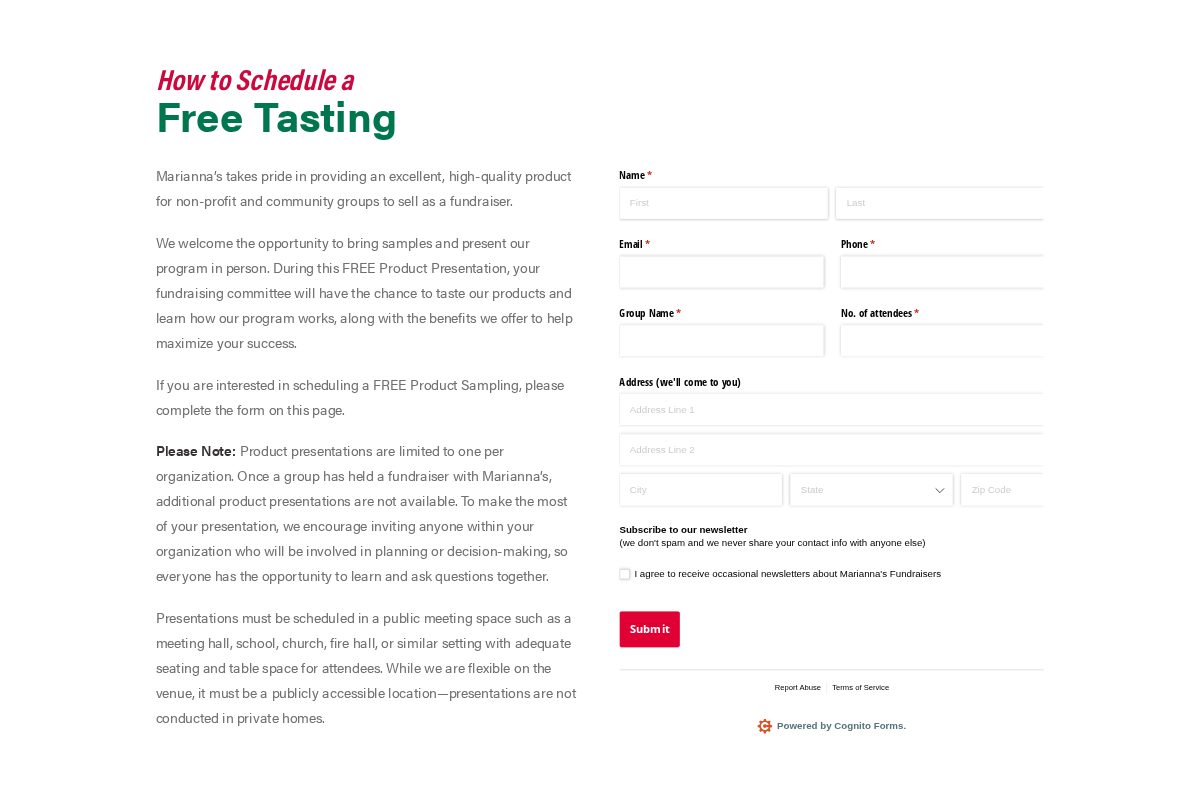 How to Schedule a
Free Tasting
Marianna's takes pride in providing an excellent, high-quality product
for non-profit and community groups to sell as a fundraiser.
We welcome the opportunity to bring samples and present our
program in person. During this FREE Product Presentation, your
fundraising committee will have the chance to taste our products and
learn how our program works, along with the benefits we offer to help
maximize your success.
If you are interested in scheduling a FREE Product Sampling, please
complete the form on this page.
Please Note: Product presentations are limited to one per
organization. Once a group has held a fundraiser with Marianna's,
additional product presentations are not available. To make the most
of your presentation, we encourage inviting anyone within your
organization who will be involved in planning or decision-making, so
everyone has the opportunity to learn and ask questions together.
Presentations must be scheduled in a public meeting space such as a
meeting hall, school, church, fire hall, or similar setting with adequate
seating and table space for attendees. While we are flexible on the
venue, it must be a publicly accessible location—presentations are not
conducted in private homes.
Name *
First Last
Email * Phone *
Group Name * No. of attendees *
Address (we'll come to you)
Address Line 1
Address Line 2
City State Zip Code
Subscribe to our newsletter
(we don't spam and we never share your contact info with anyone else)
I agree to receive occasional newsletters about Marianna's Fundraisers
Submit
Report Abuse | Terms of Service
Powered by Cognito Forms.